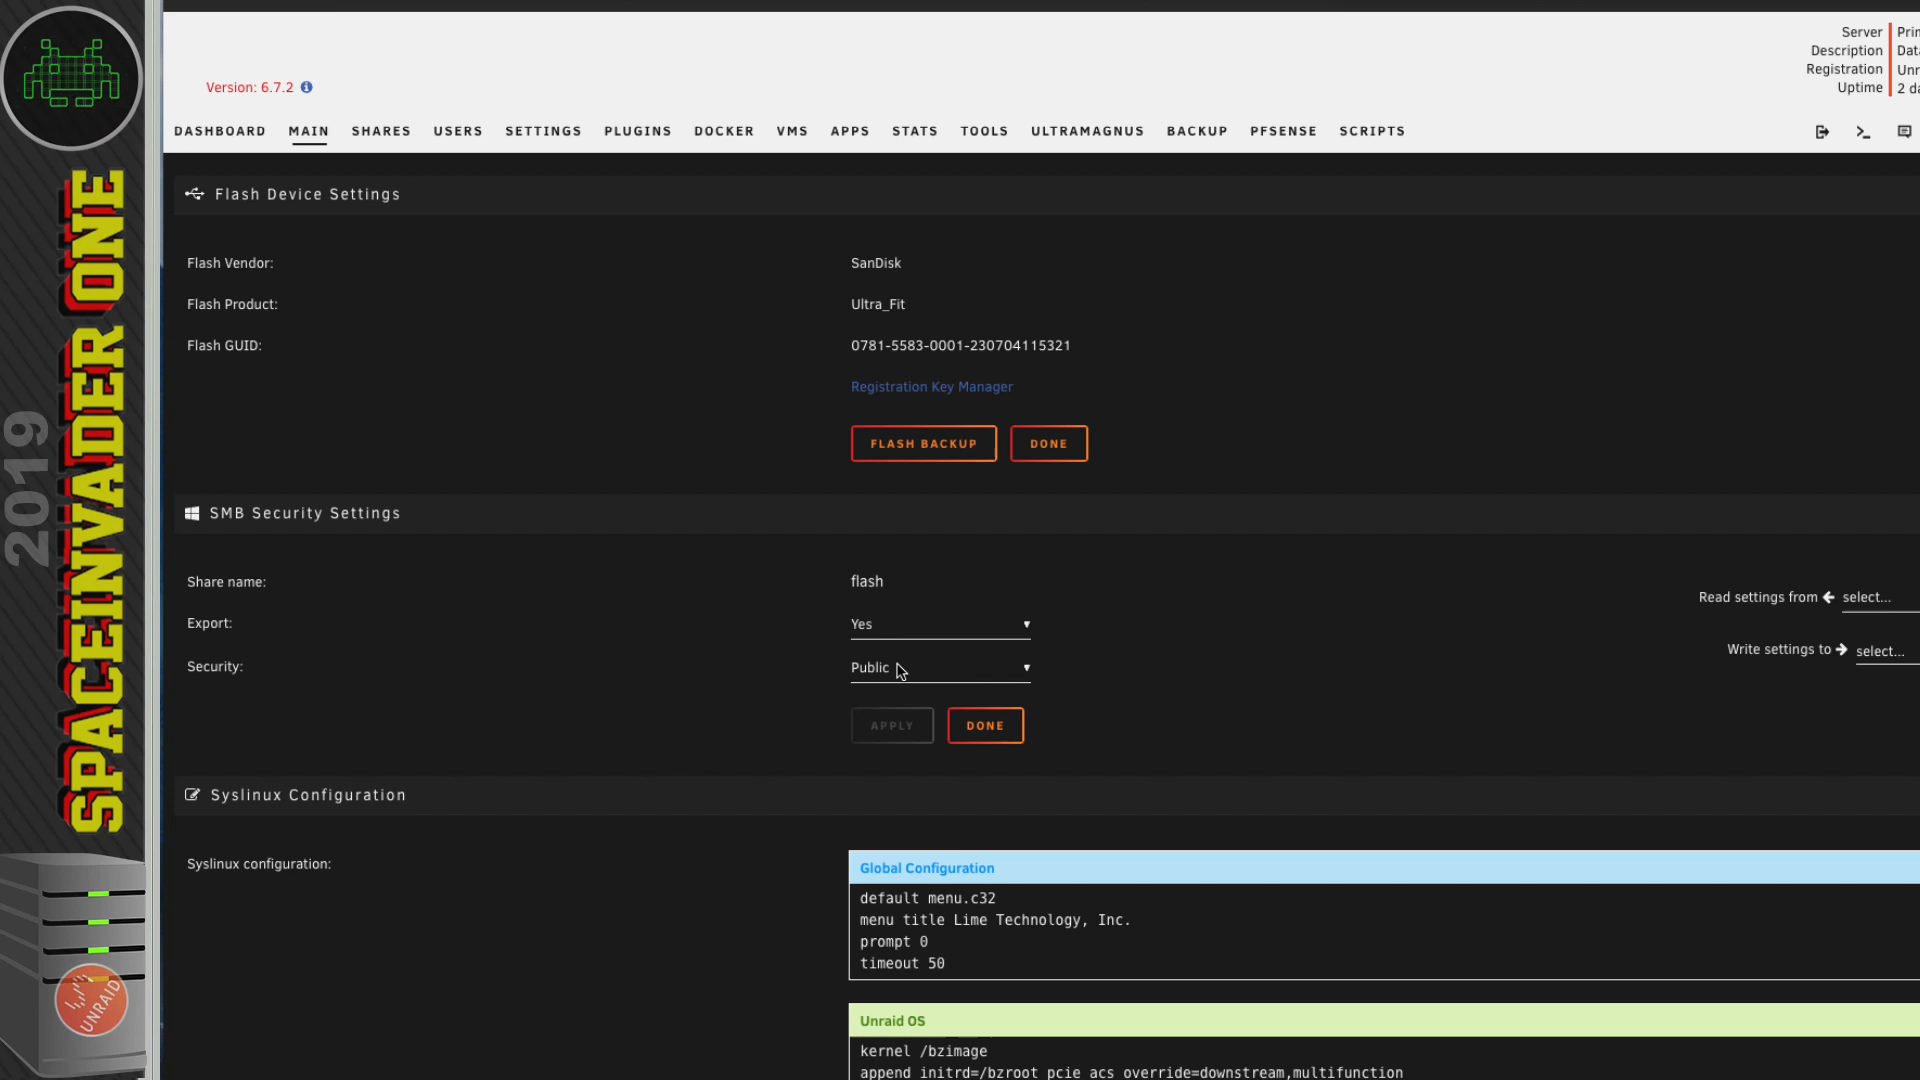 2019
SPACEINVADER ONE
UNRAID
Server
Description
Registration
Uptime
2 da
Version: 6.7.2
DASHBOARD MAIN SHARES USERS SETTINGS PLUGINS DOCKER VMS APPS STATS TOOLS ULTRAMAGNUS BACKUP PFSENSE SCRIPTS
Flash Device Settings
Flash Vendor: SanDisk
Flash Product: Ultra_Fit
Flash GUID: 0781-5583-0001-230704115321
Registration Key Manager
FLASH BACKUP DONE
SMB Security Settings
Share name: flash
Read settings from select...
Export: Yes
Write settings to select...
Security: Public
APPLY DONE
Syslinux Configuration
Syslinux configuration:
Global Configuration
default menu.c32
menu title Lime Technology, Inc.
prompt 0
timeout 50
Unraid OS
kernel /bzimage
append initrd=/bzroot pcie_acs_override=downstream,multifunction